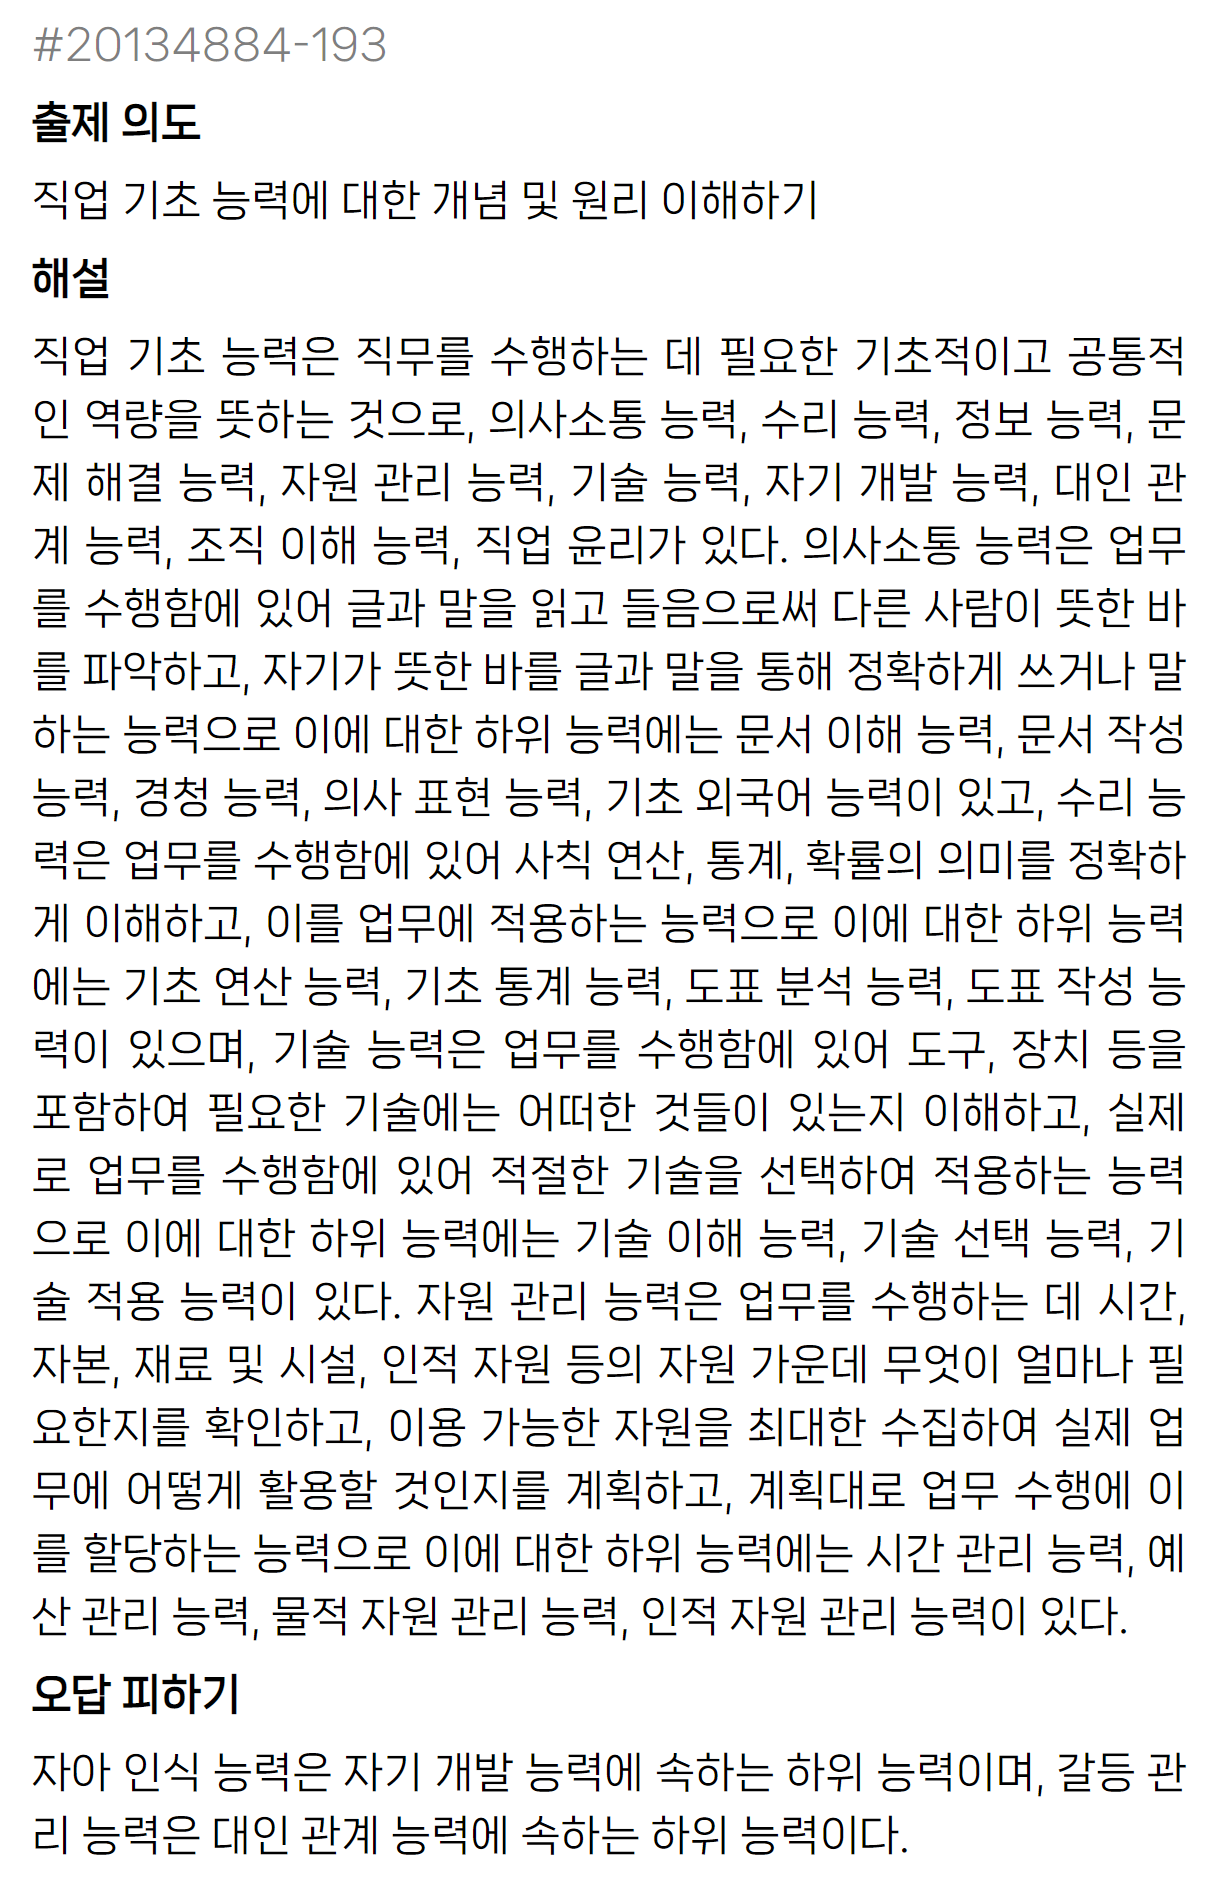 #20134884-193
출제 의도
직업 기초 능력에 대한 개념 및 원리 이해하기
해설
직업 기초 능력은 직무를 수행하는 데 필요한 기초적이고 공통적
인 역량을 뜻하는 것으로, 의사소통 능력, 수리 능력, 정보 능력, 문
제 해결 능력, 자원 관리 능력, 기술 능력, 자기 개발 능력, 대인 관
계 능력, 조직 이해 능력, 직업 윤리가 있다. 의사소통 능력은 업무
를 수행함에 있어 글과 말을 읽고 들음으로써 다른 사람이 뜻한 바
를 파악하고, 자기가 뜻한 바를 글과 말을 통해 정확하게 쓰거나 말
하는 능력으로 이에 대한 하위 능력에는 문서 이해 능력, 문서 작성
능력, 경청 능력, 의사 표현 능력, 기초 외국어 능력이 있고, 수리 능
력은 업무를 수행함에 있어 사칙 연산, 통계, 확률의 의미를 정확하
게 이해하고, 이를 업무에 적용하는 능력으로 이에 대한 하위 능력
에는 기초 연산 능력, 기초 통계 능력, 도표 분석 능력, 도표 작성 능
력이 있으며, 기술 능력은 업무를 수행함에 있어 도구, 장치 등을
포함하여 필요한 기술에는 어떠한 것들이 있는지 이해하고, 실제
로 업무를 수행함에 있어 적절한 기술을 선택하여 적용하는 능력
으로 이에 대한 하위 능력에는 기술 이해 능력, 기술 선택 능력, 기
술 적용 능력이 있다. 자원 관리 능력은 업무를 수행하는 데 시간,
자본, 재료 및 시설, 인적 자원 등의 자원 가운데 무엇이 얼마나 필
요한지를 확인하고, 이용 가능한 자원을 최대한 수집하여 실제 업
무에 어떻게 활용할 것인지를 계획하고, 계획대로 업무 수행에 이
를 할당하는 능력으로 이에 대한 하위 능력에는 시간 관리 능력, 예
산 관리 능력, 물적 자원 관리 능력, 인적 자원 관리 능력이 있다.
오답 피하기
자아 인식 능력은 자기 개발 능력에 속하는 하위 능력이며, 갈등 관
리 능력은 대인 관계 능력에 속하는 하위 능력이다.